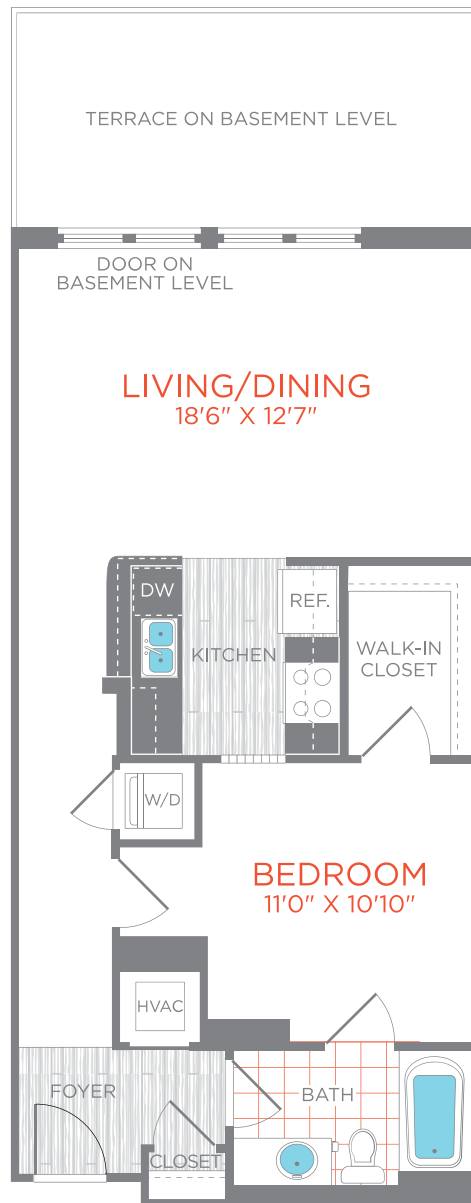 TERRACE ON BASEMENT LEVEL
DOOR ON
BASEMENT LEVEL
LIVING/DINING
18'6" X 12'7"
DW
REF.
KITCHEN
WALK-IN
CLOSET
W/D
BEDROOM
11'0" X 10'10"
HVAC
FOYER
BATH
CLOSET